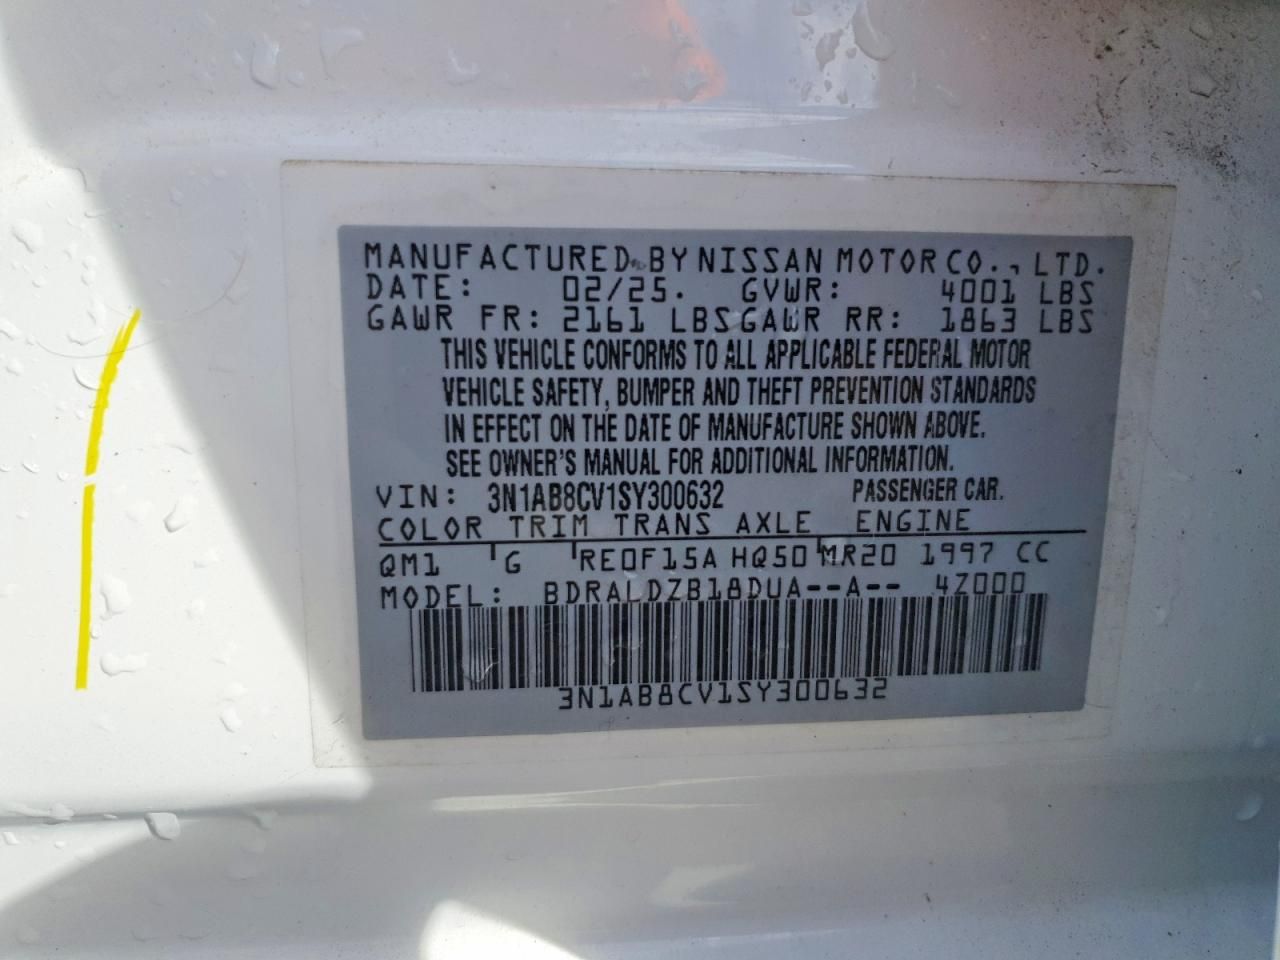 MANUFACTURED BY NISSAN MOTOR CO., LTD.
DATE: 02/25. GVWR: 4001 LBS
GAWR FR: 2161 LBS GAWR RR: 1863 LBS
THIS VEHICLE CONFORMS TO ALL APPLICABLE FEDERAL MOTOR
VEHICLE SAFETY, BUMPER AND THEFT PREVENTION STANDARDS
IN EFFECT ON THE DATE OF MANUFACTURE SHOWN ABOVE.
SEE OWNER'S MANUAL FOR ADDITIONAL INFORMATION.
VIN: 3N1AB8CV1SY300632 PASSENGER CAR.
COLOR TRIM TRANS AXLE ENGINE
QM1 G RE0F15A HQ50 MR20 1997 CC
MODEL: BDRALDZB18DUA--A-- 4Z000
3N1AB8CV1SY300632